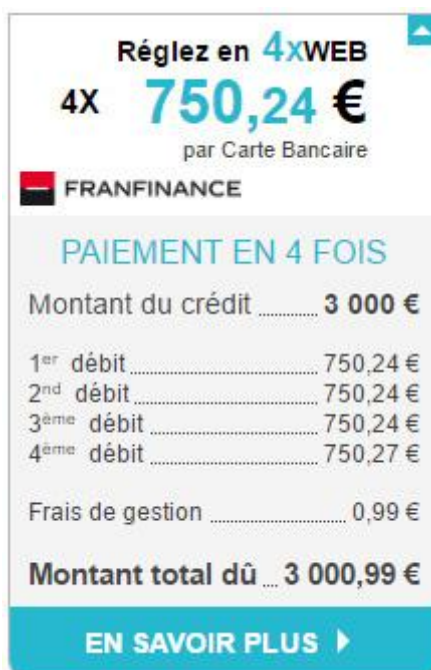 Réglez en 4xWEB
4X 750,24 €
par Carte Bancaire
FRANFINANCE
PAIEMENT EN 4 FOIS
Montant du crédit ........ 3 000 €
1er débit ........ 750,24 €
2nd débit ........ 750,24 €
3ème débit ........ 750,24 €
4ème débit ........ 750,27 €
Frais de gestion ........ 0,99 €
Montant total dû ... 3 000,99 €
EN SAVOIR PLUS